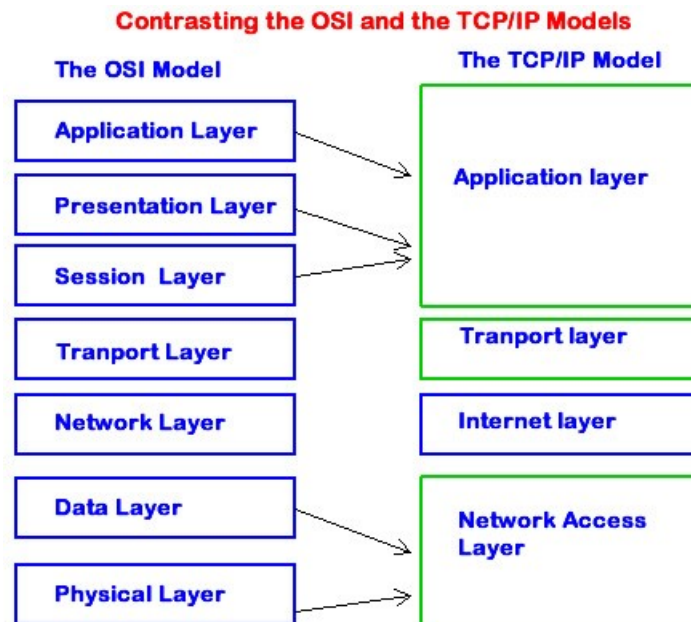 Contrasting the OSI and the TCP/IP Models
The OSI Model
The TCP/IP Model
Application Layer
Presentation Layer
Session Layer
Tranport Layer
Network Layer
Data Layer
Physical Layer
Application layer
Tranport layer
Internet layer
Network Access
Layer